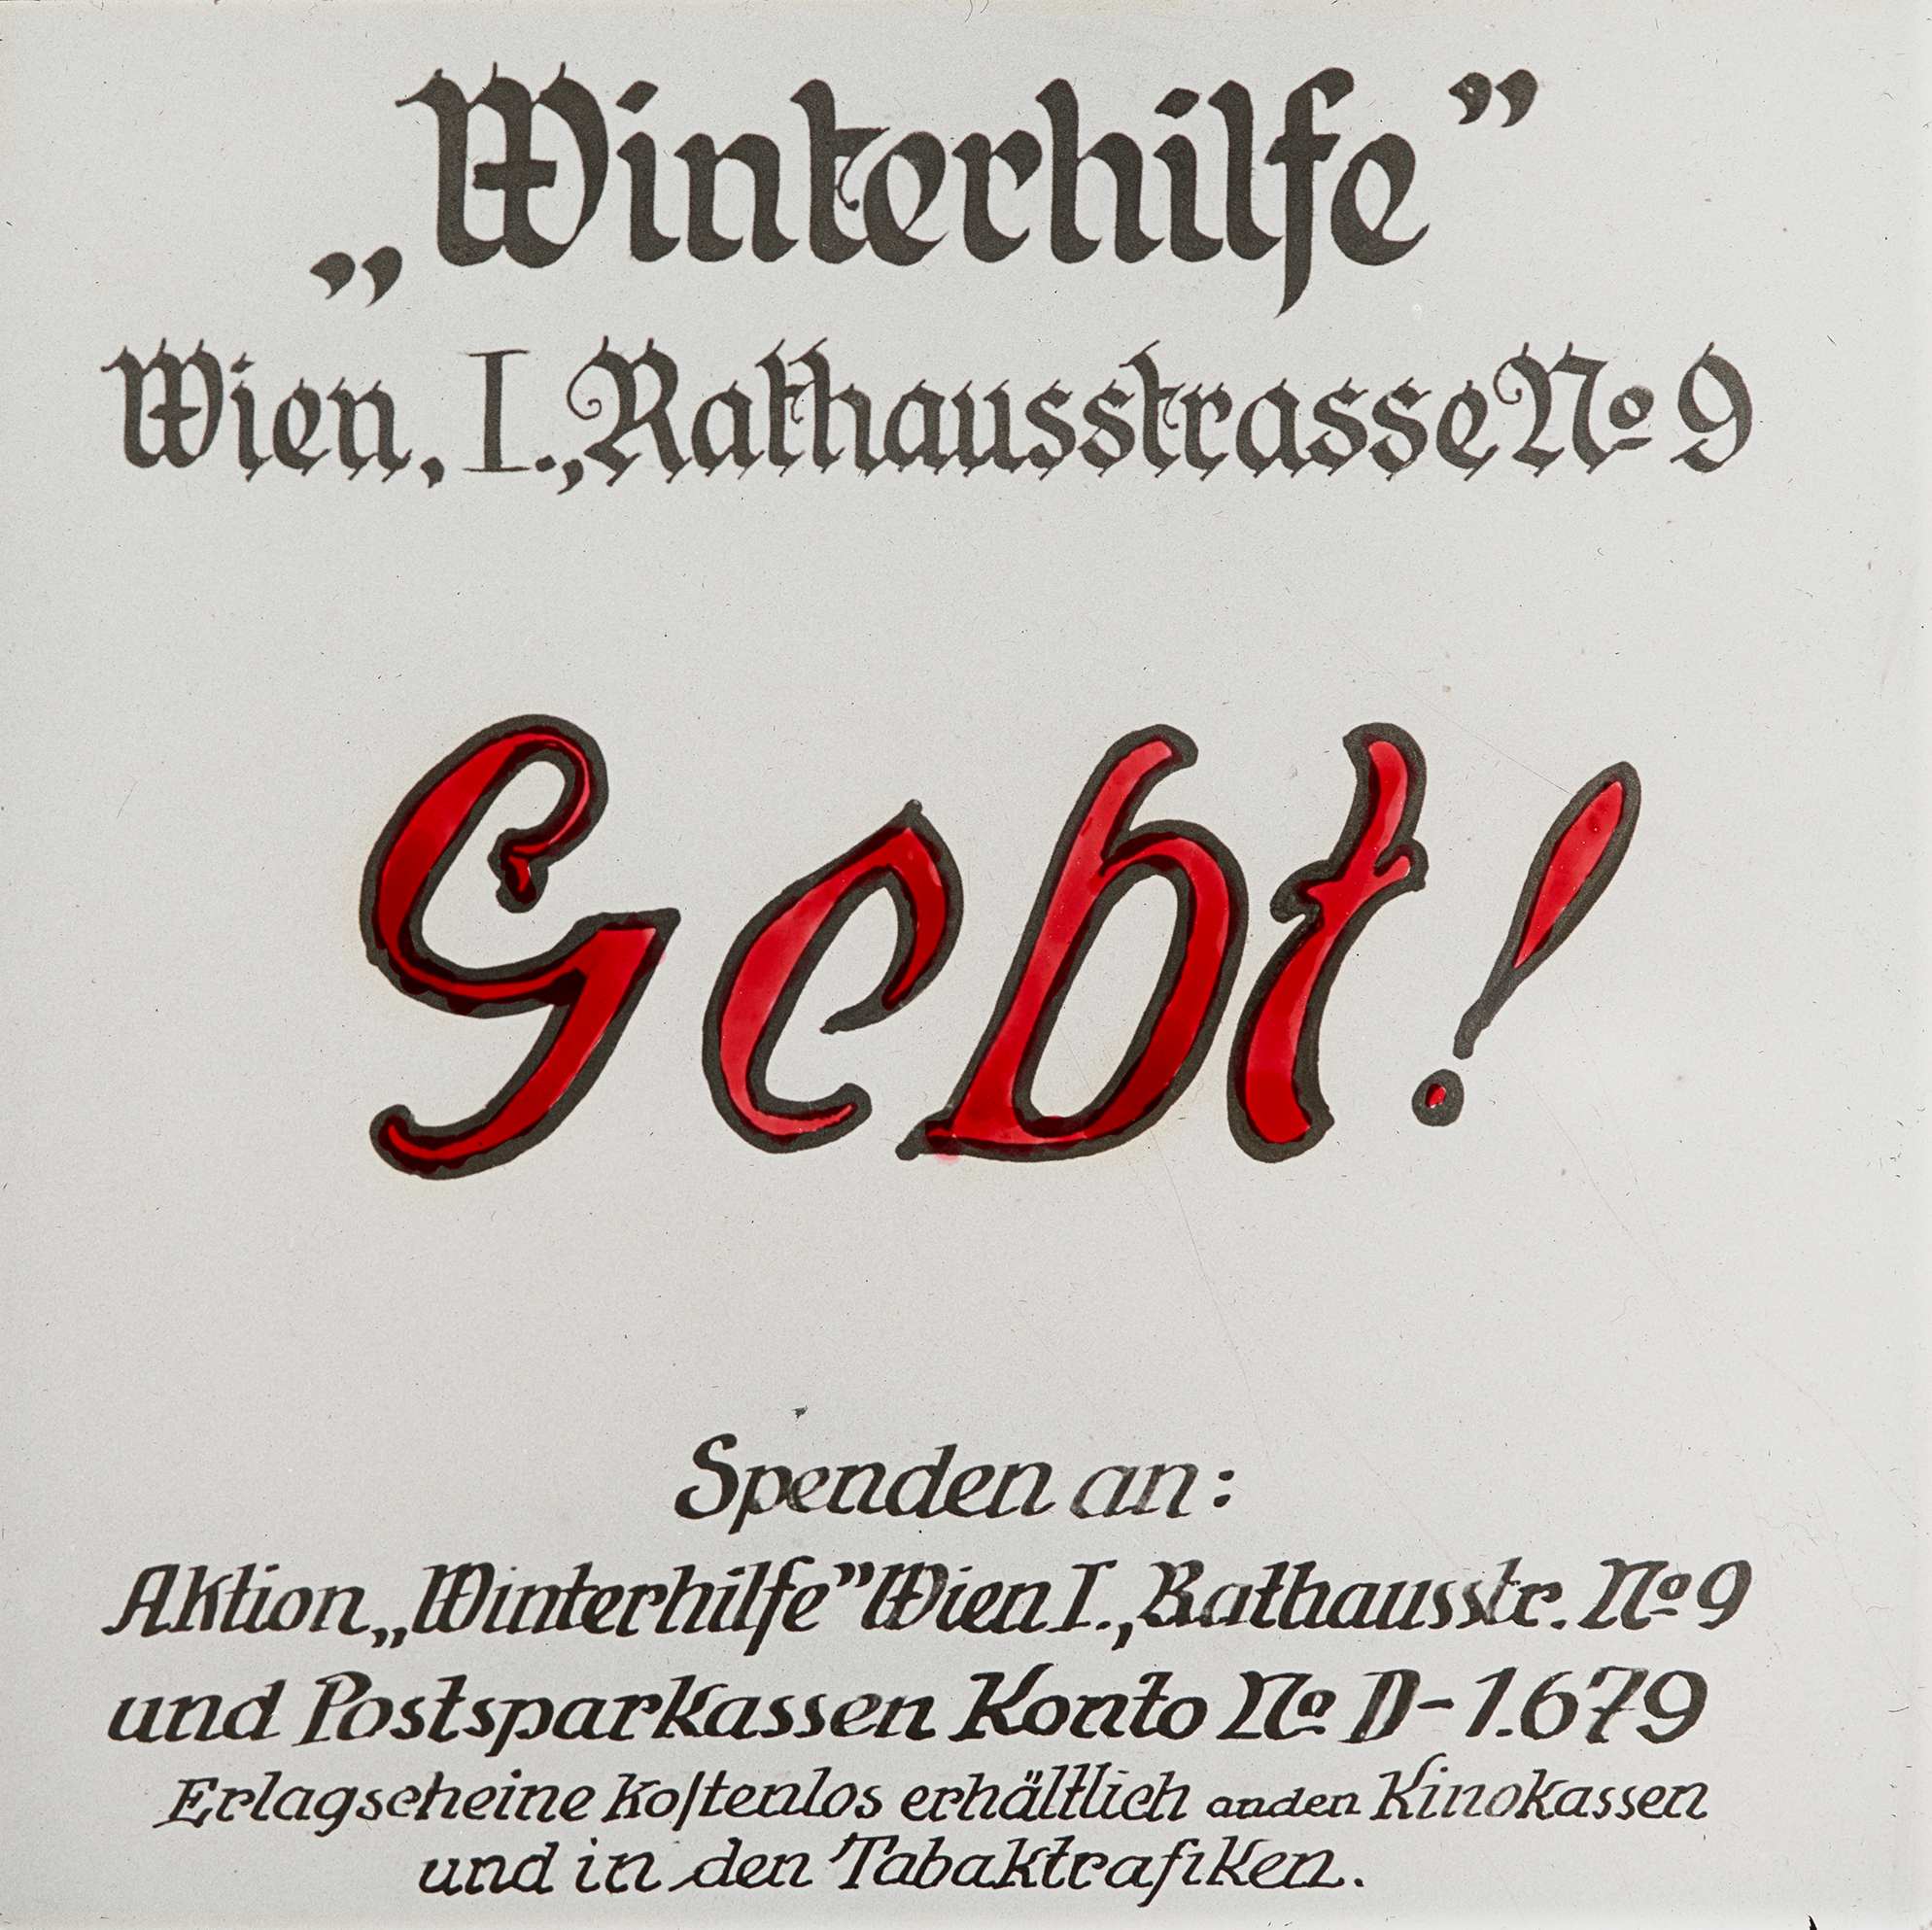 „Winterhilfe”
Wien, I., Rathausstrasse No 9
Gebt!
Spenden an:
Aktion „Winterhilfe” Wien I., Rathausstr. No 9
und Postsparkassen Konto No D-1.679
Erlagscheine kostenlos erhältlich an den Kinokassen
und in den Tabaktrafiken.